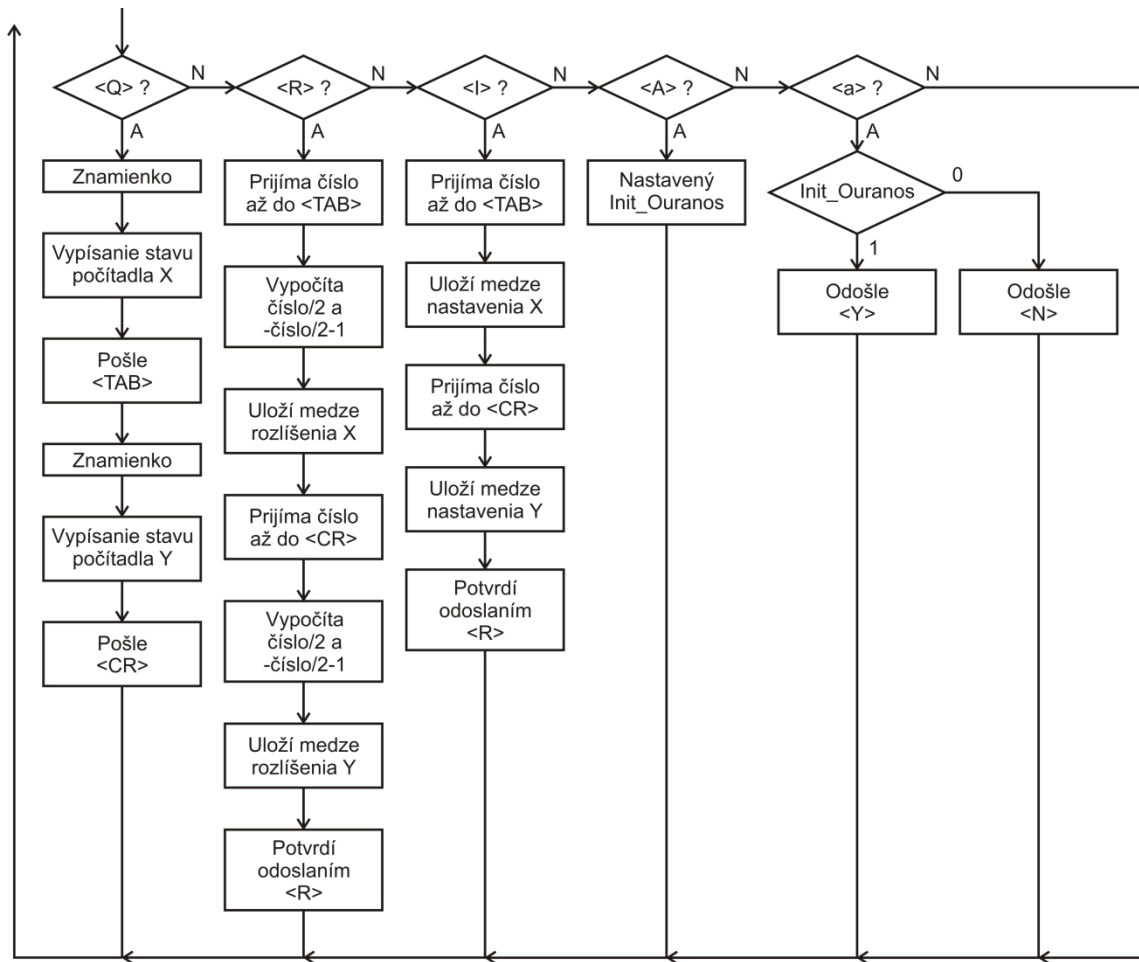 <Q> ?
N
<R> ?
N
<I> ?
N
<A> ?
N
<a> ?
N
A
A
A
A
A
Znamienko
Vypísanie stavu
počítadla X
Pošle
<TAB>
Znamienko
Vypísanie stavu
počítadla Y
Pošle
<CR>
Prijíma číslo
až do <TAB>
Vypočíta
číslo/2 a
-číslo/2-1
Uloží medze
rozlíšenia X
Prijíma číslo
až do <CR>
Vypočíta
číslo/2 a
-číslo/2-1
Uloží medze
rozlíšenia Y
Potvrdí
odoslaním
<R>
Prijíma číslo
až do <TAB>
Uloží medze
nastavenia X
Prijíma číslo
až do <CR>
Uloží medze
nastavenia Y
Potvrdí
odoslaním
<R>
Nastavený
Init_Ouranos
Init_Ouranos
0
1
Odošle
<Y>
Odošle
<N>